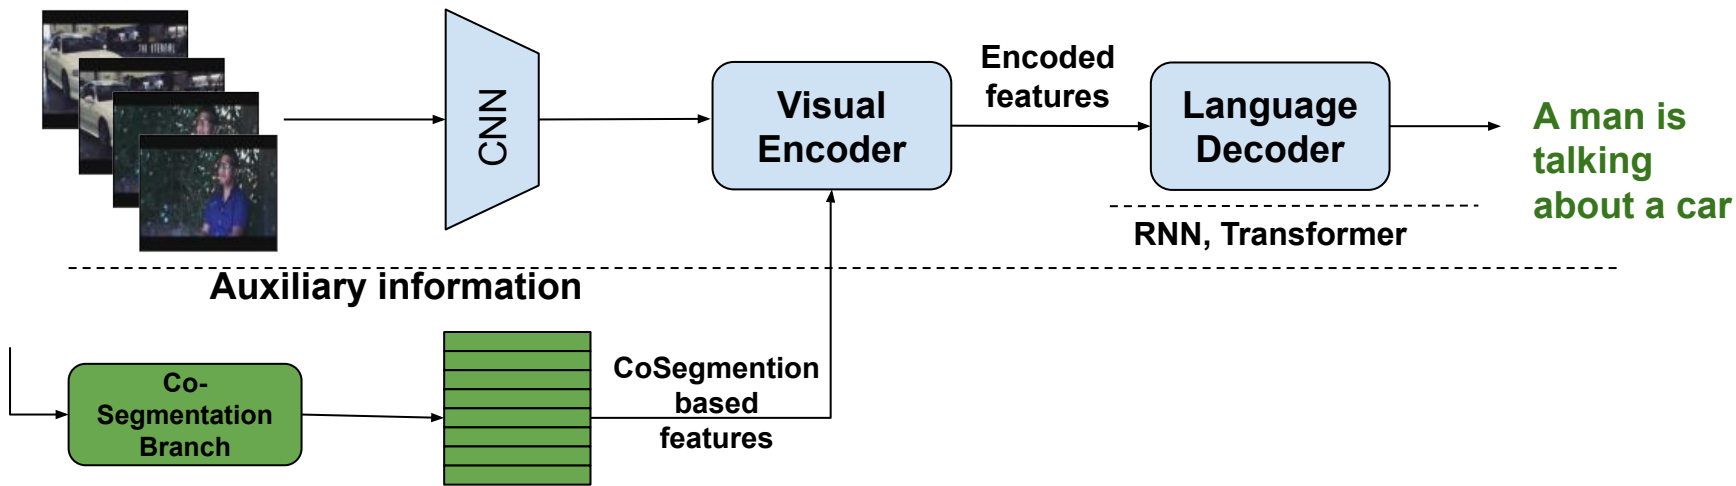 CNN
Visual
Encoder
Encoded
features
Language
Decoder
A man is
talking
about a car
RNN, Transformer
Auxiliary information
Co-
Segmentation
Branch
CoSegmention
based
features